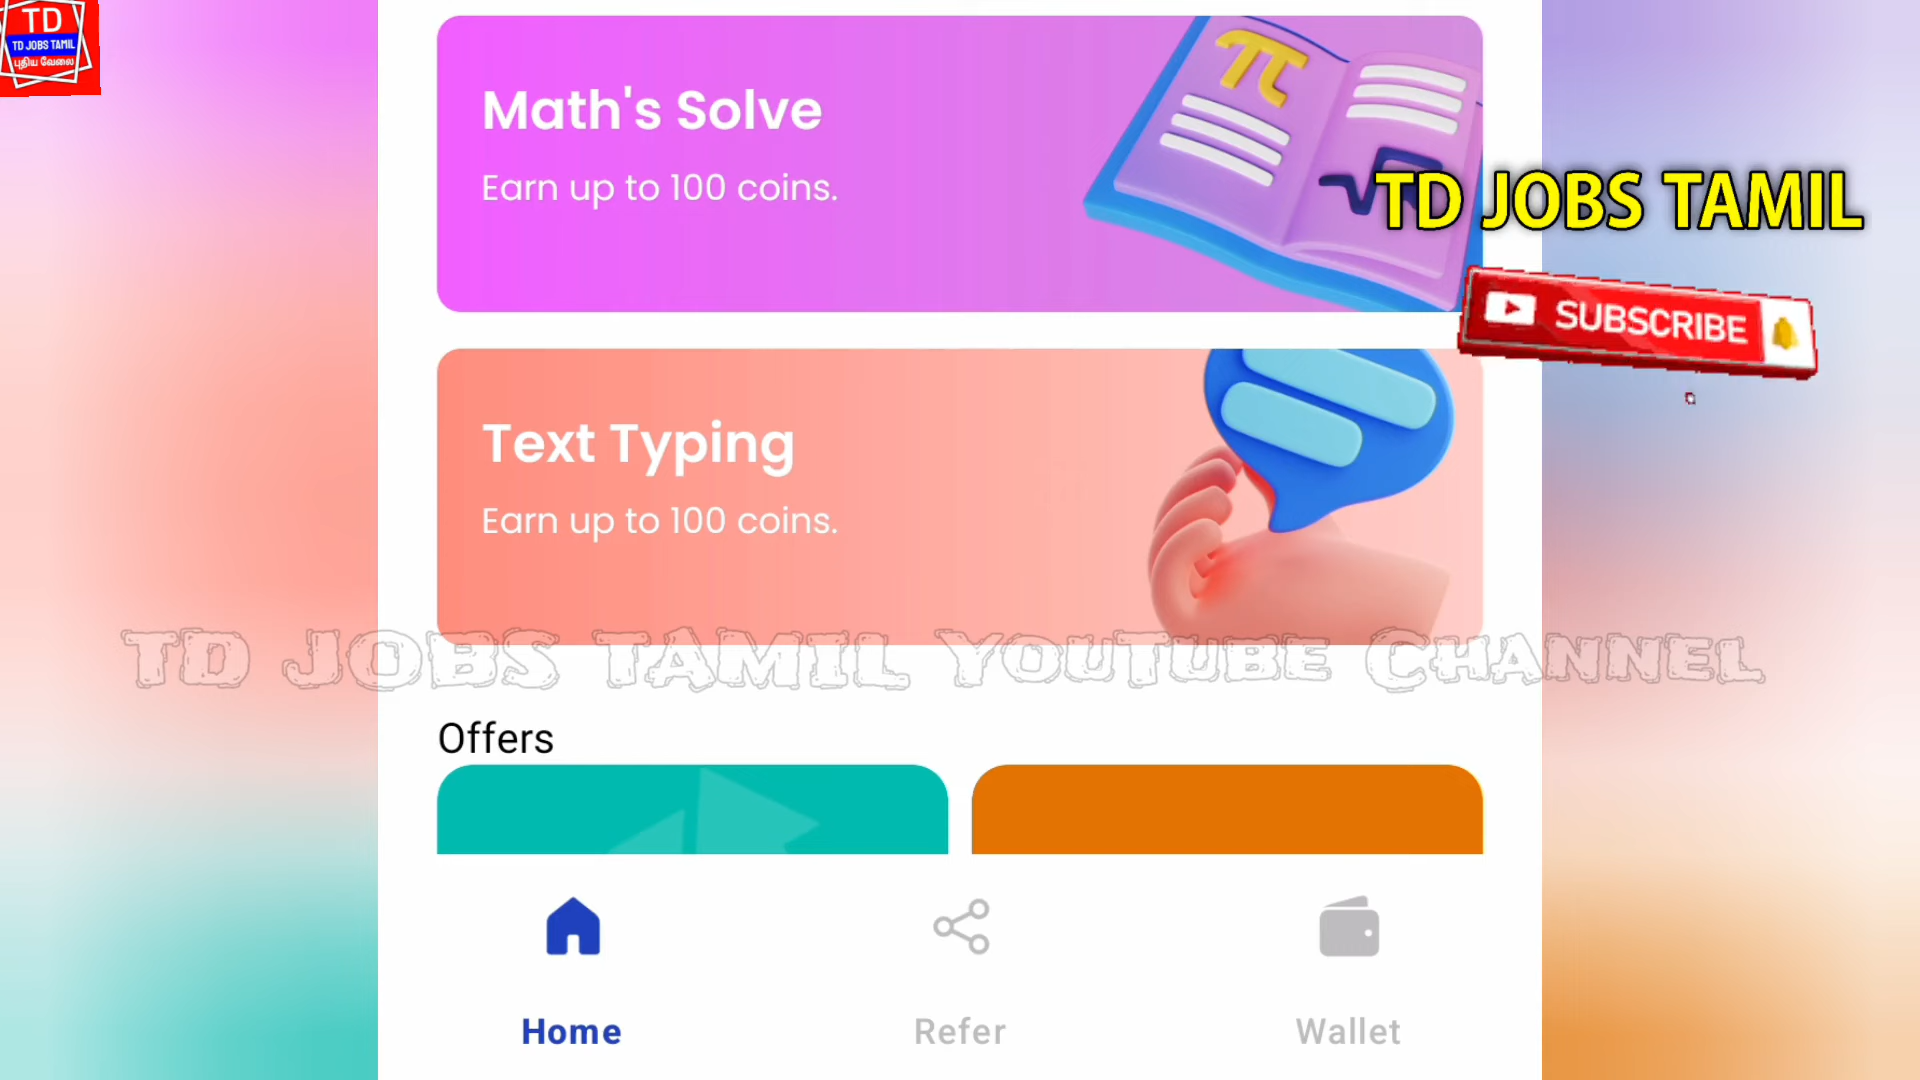 TD
TD JOBS TAMIL
புதிய வேலை
Math's Solve
Earn up to 100 coins.
TD JOBS TAMIL
SUBSCRIBE
Text Typing
Earn up to 100 coins.
TD JOBS TAMIL YOUTUBE CHANNEL
Offers
Home
Refer
Wallet